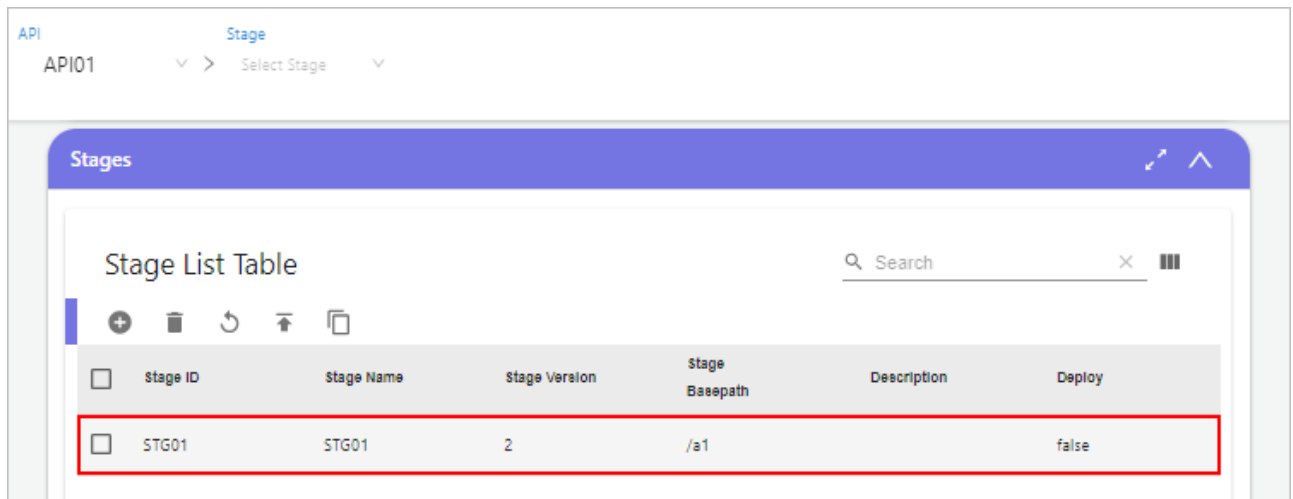 API Stage
API01 > Select Stage
Stages
Stage List Table
Search
Stage ID Stage Name Stage Version Stage Basepath Description Deploy
STG01 STG01 2 /a1 false